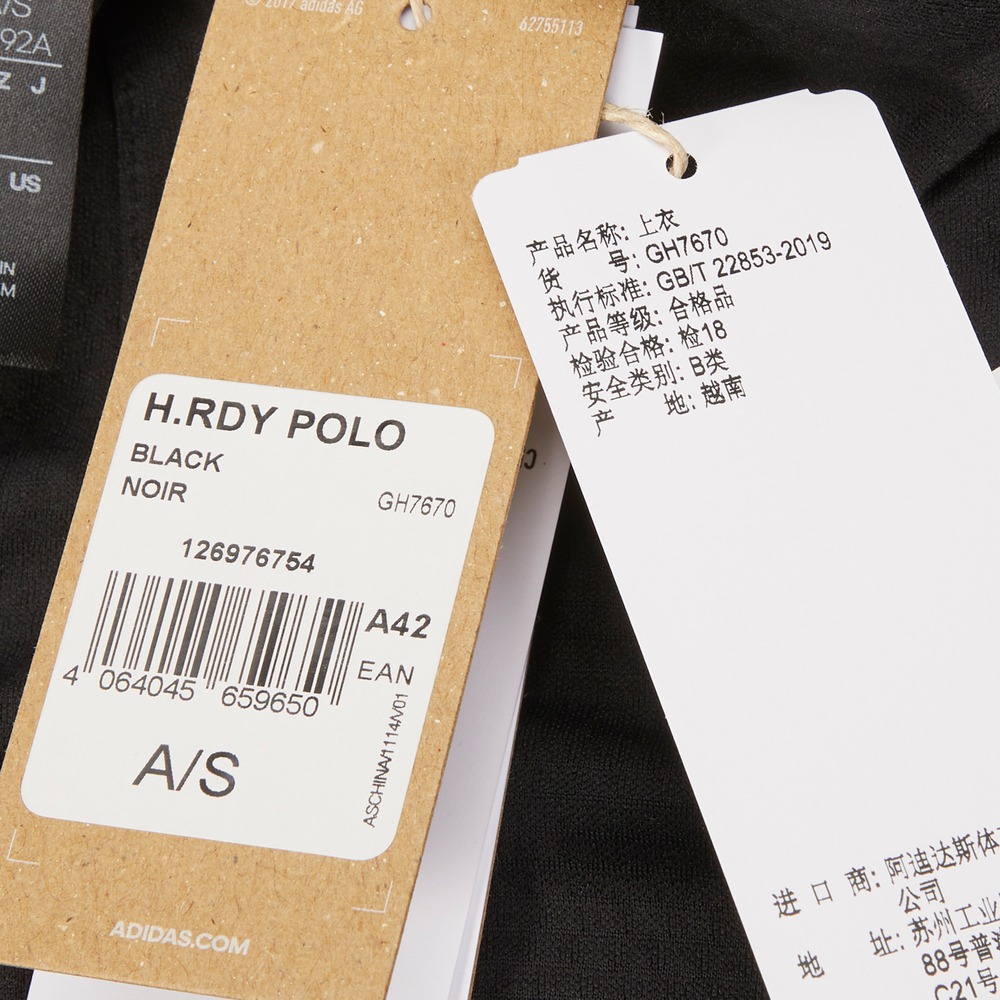 A/S
92A
Z J
US
IN
M
© 2017 adidas AG
62755113
H.RDY POLO
BLACK
NOIR
GH7670
126976754
A42
EAN
4 064045 659650
ASCHINA/1114/V01
A/S
ADIDAS.COM
产品名称: 上衣
货 号: GH7670
执行标准: GB/T 22853-2019
产品等级: 合格品
检验合格: 检18
安全类别: B类
产 地: 越南
进 口 商: 阿迪达斯体
公司
地 址: 苏州工业
88号普
C21号